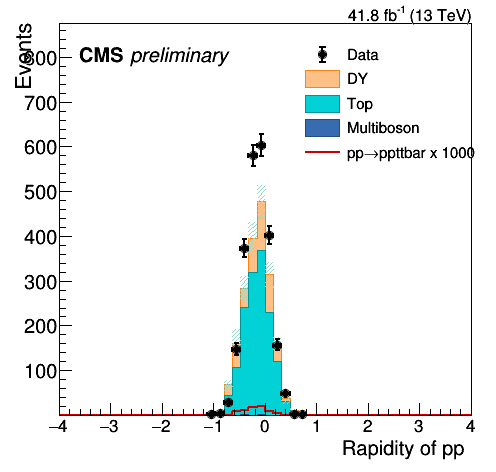 41.8 fb⁻¹ (13 TeV)
Events
CMS preliminary
Data
DY
Top
Multiboson
pp→ppttbar x 1000
800
700
600
500
400
300
200
100
−4 −3 −2 −1 0 1 2 3 4
Rapidity of pp